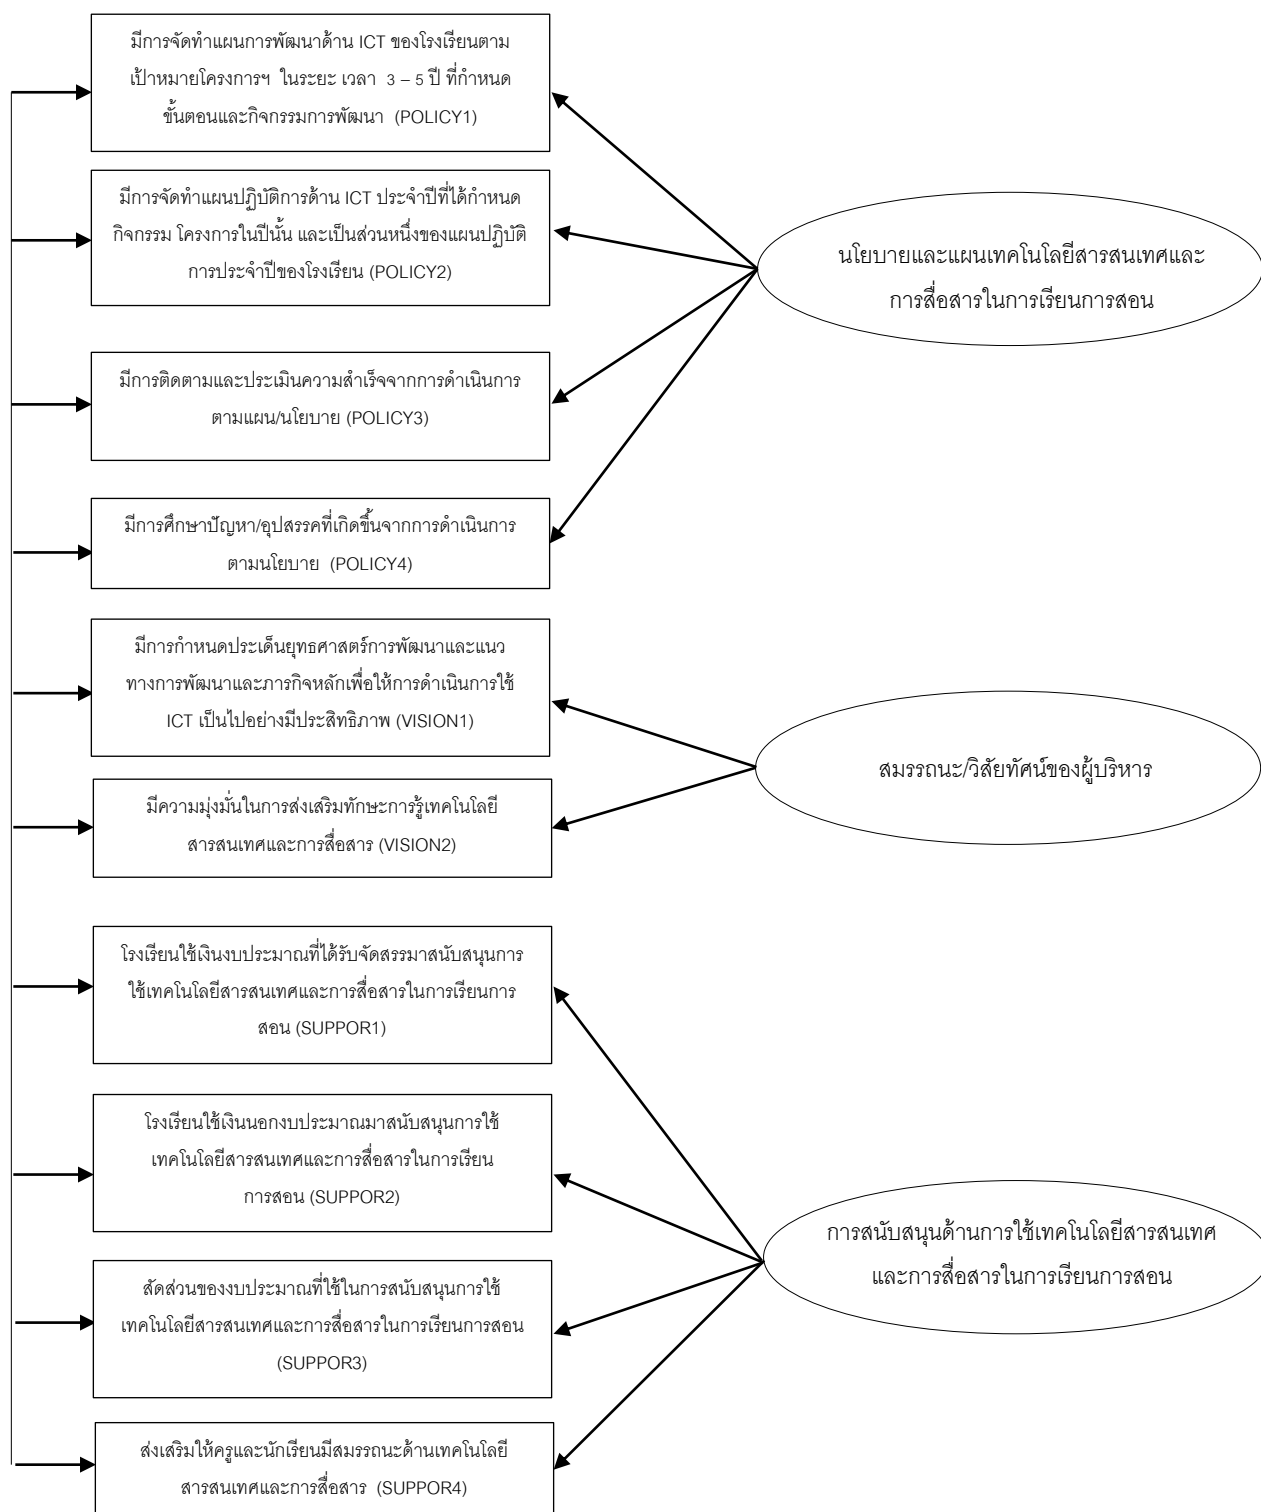 มีการจัดทำแผนการพัฒนาด้าน ICT ของโรงเรียนตาม
เป้าหมายโครงการฯ ในระยะ เวลา 3 – 5 ปี ที่กำหนด
ขั้นตอนและกิจกรรมการพัฒนา (POLICY1)
มีการจัดทำแผนปฏิบัติการด้าน ICT ประจำปีที่ได้กำหนด
กิจกรรม โครงการในปีนั้น และเป็นส่วนหนึ่งของแผนปฏิบัติ
การประจำปีของโรงเรียน (POLICY2)
นโยบายและแผนเทคโนโลยีสารสนเทศและ
การสื่อสารในการเรียนการสอน
มีการติดตามและประเมินความสำเร็จจากการดำเนินการ
ตามแผน/นโยบาย (POLICY3)
มีการศึกษาปัญหา/อุปสรรคที่เกิดขึ้นจากการดำเนินการ
ตามนโยบาย (POLICY4)
มีการกำหนดประเด็นยุทธศาสตร์การพัฒนาและแนว
ทางการพัฒนาและภารกิจหลักเพื่อให้การดำเนินการใช้
ICT เป็นไปอย่างมีประสิทธิภาพ (VISION1)
สมรรถนะ/วิสัยทัศน์ของผู้บริหาร
มีความมุ่งมั่นในการส่งเสริมทักษะการรู้เทคโนโลยี
สารสนเทศและการสื่อสาร (VISION2)
โรงเรียนใช้เงินงบประมาณที่ได้รับจัดสรรมาสนับสนุนการ
ใช้เทคโนโลยีสารสนเทศและการสื่อสารในการเรียนการ
สอน (SUPPOR1)
โรงเรียนใช้เงินนอกงบประมาณมาสนับสนุนการใช้
เทคโนโลยีสารสนเทศและการสื่อสารในการเรียน
การสอน (SUPPOR2)
การสนับสนุนด้านการใช้เทคโนโลยีสารสนเทศ
และการสื่อสารในการเรียนการสอน
สัดส่วนของงบประมาณที่ใช้ในการสนับสนุนการใช้
เทคโนโลยีสารสนเทศและการสื่อสารในการเรียนการสอน
(SUPPOR3)
ส่งเสริมให้ครูและนักเรียนมีสมรรถนะด้านเทคโนโลยี
สารสนเทศและการสื่อสาร (SUPPOR4)